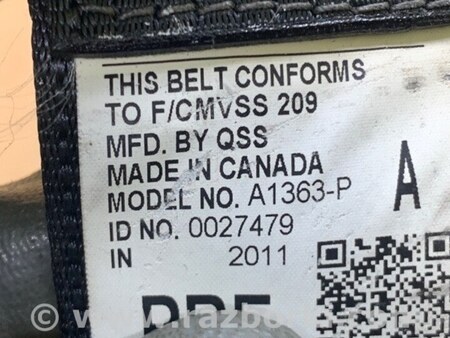 THIS BELT CONFORMS
TO F/CMVSS 209
MFD. BY QSS
MADE IN CANADA
MODEL NO. A1363-P
A
ID NO. 0027479
IN 2011